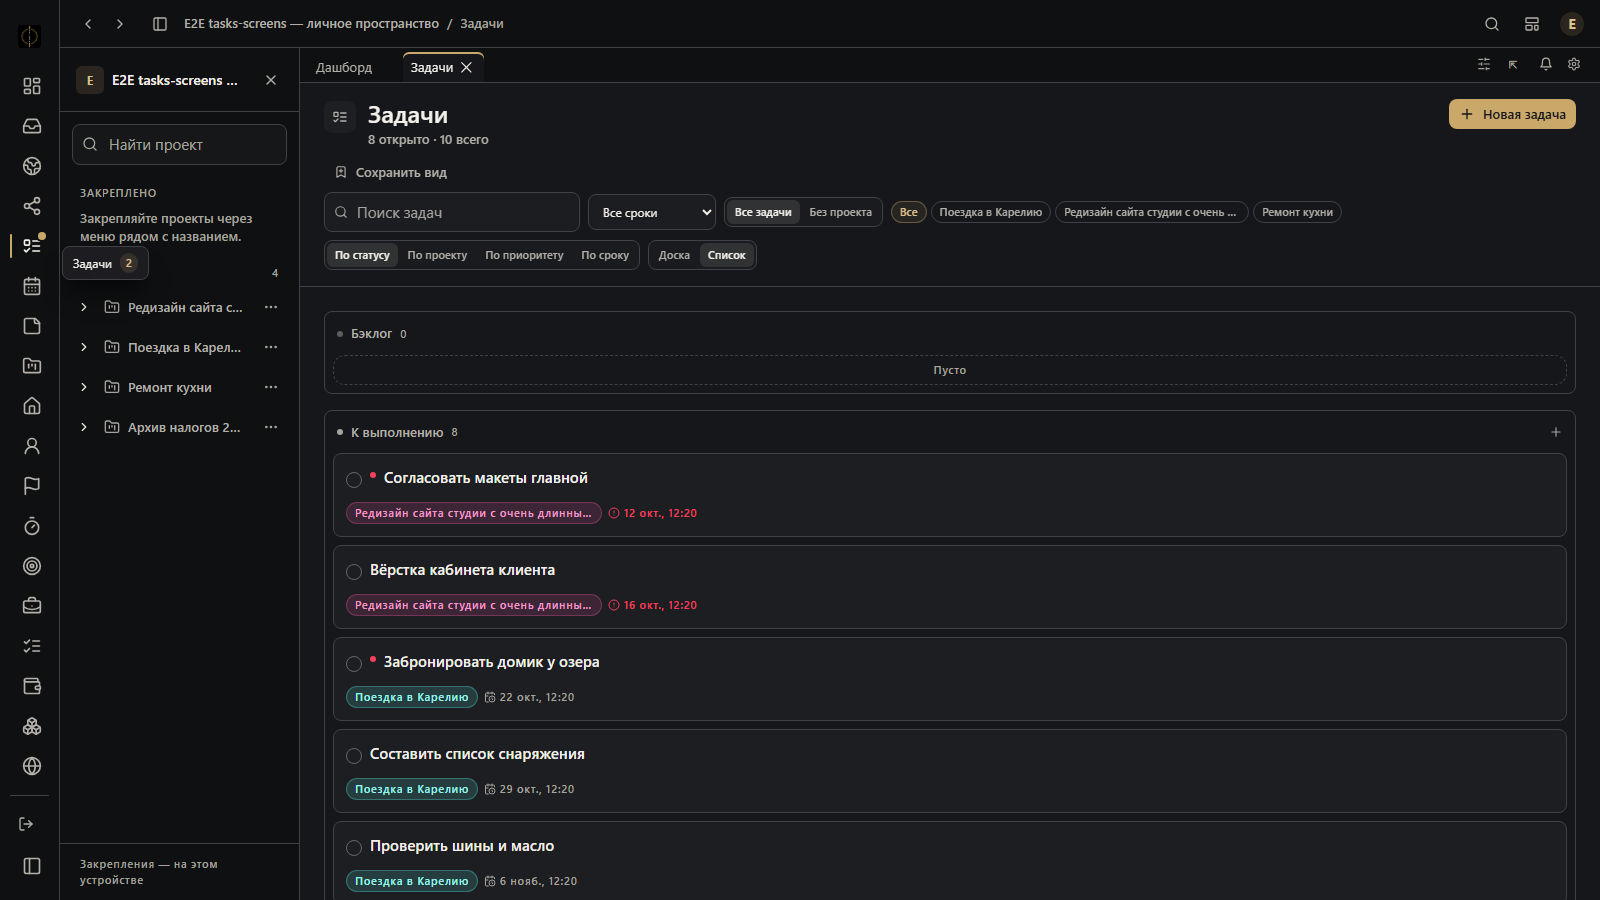 E2E tasks-screens — личное пространство / Задачи
E
E
E2E tasks-screens ...
Найти проект
ЗАКРЕПЛЕНО
Закрепляйте проекты через
меню рядом с названием.
Задачи 2
4
Редизайн сайта с...
Поездка в Карел...
Ремонт кухни
Архив налогов 2...
Закрепления — на этом
устройстве
Дашборд
Задачи
Задачи
8 открыто · 10 всего
Новая задача
Сохранить вид
Поиск задач
Все сроки
Все задачи
Без проекта
Все
Поездка в Карелию
Редизайн сайта студии с очень ...
Ремонт кухни
По статусу
По проекту
По приоритету
По сроку
Доска
Список
Бэклог 0
Пусто
К выполнению 8
Согласовать макеты главной
Редизайн сайта студии с очень длинны... 12 окт., 12:20
Вёрстка кабинета клиента
Редизайн сайта студии с очень длинны... 16 окт., 12:20
Забронировать домик у озера
Поездка в Карелию 22 окт., 12:20
Составить список снаряжения
Поездка в Карелию 29 окт., 12:20
Проверить шины и масло
Поездка в Карелию 6 нояб., 12:20